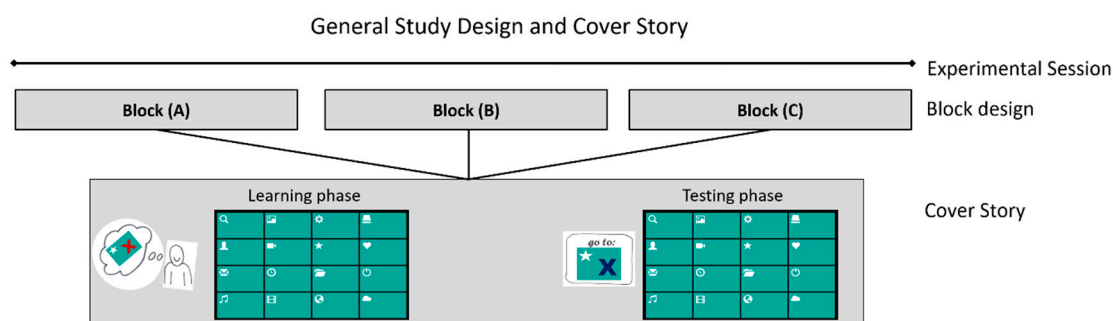 General Study Design and Cover Story
Experimental Session
Block (A)
Block (B)
Block (C)
Block design
Learning phase
Testing phase
Cover Story
go to:
X